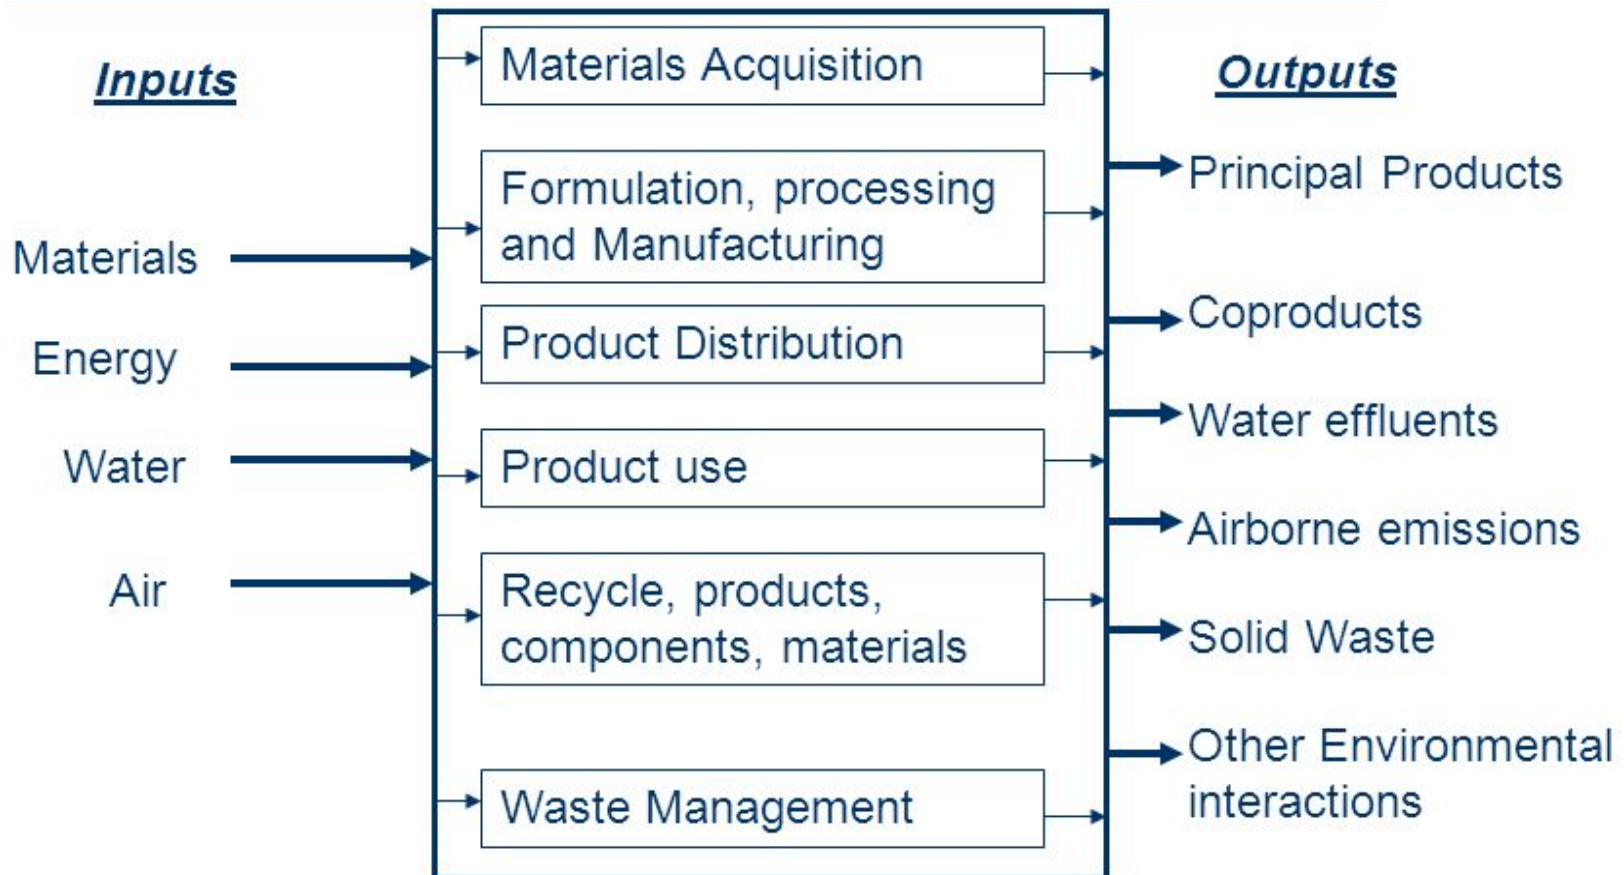 Inputs
Materials
Energy
Water
Air
Materials Acquisition
Formulation, processing
and Manufacturing
Product Distribution
Product use
Recycle, products,
components, materials
Waste Management
Outputs
Principal Products
Coproducts
Water effluents
Airborne emissions
Solid Waste
Other Environmental
interactions